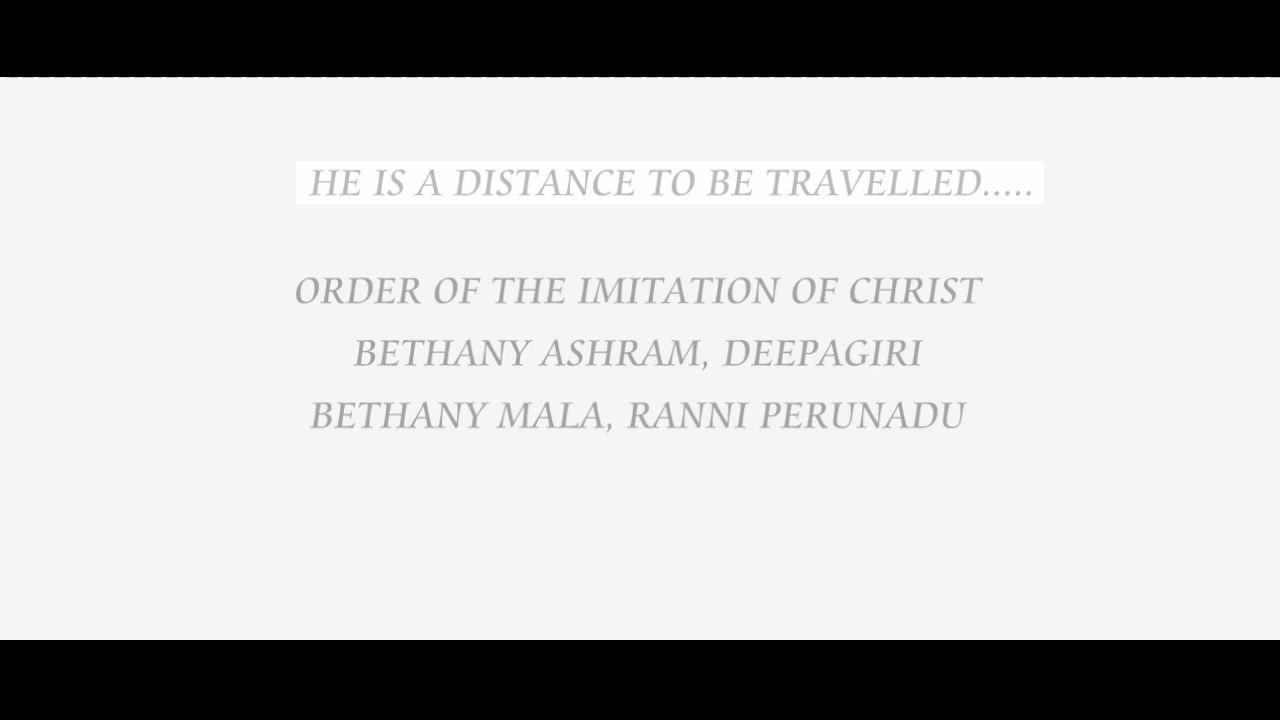 HE IS A DISTANCE TO BE TRAVELLED.....
ORDER OF THE IMITATION OF CHRIST
BETHANY ASHRAM, DEEPAGIRI
BETHANY MALA, RANNI PERUNADU